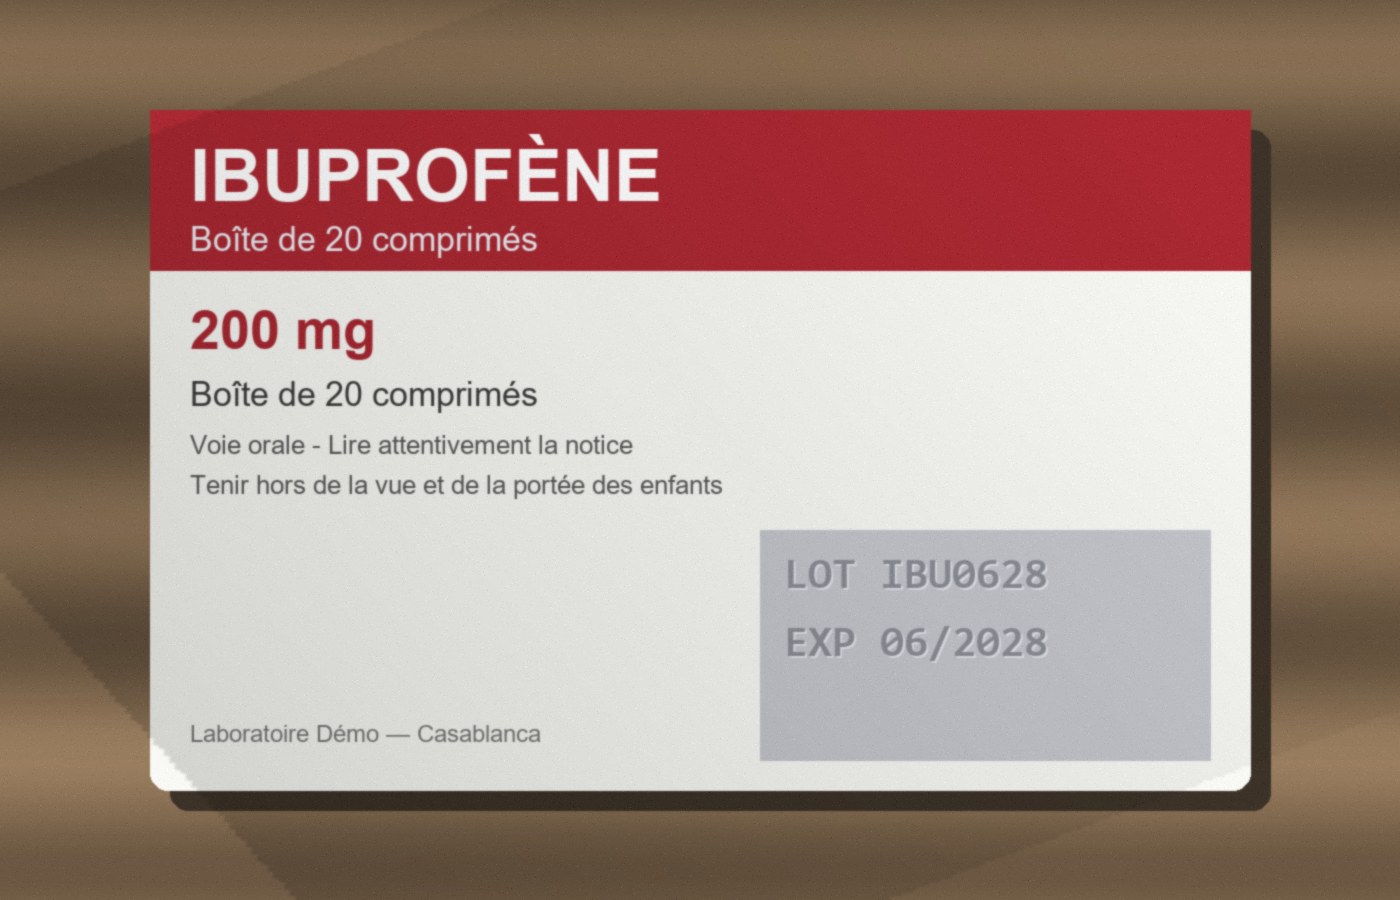 IBUPROFÈNE
Boîte de 20 comprimés
200 mg
Boîte de 20 comprimés
Voie orale - Lire attentivement la notice
Tenir hors de la vue et de la portée des enfants
LOT IBU0628
EXP 06/2028
Laboratoire Démo — Casablanca